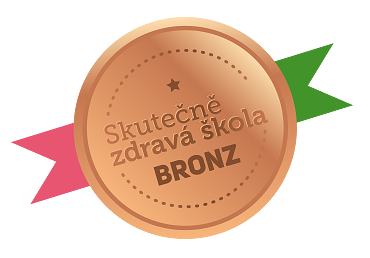 Skutečně
zdravá škola
BRONZ